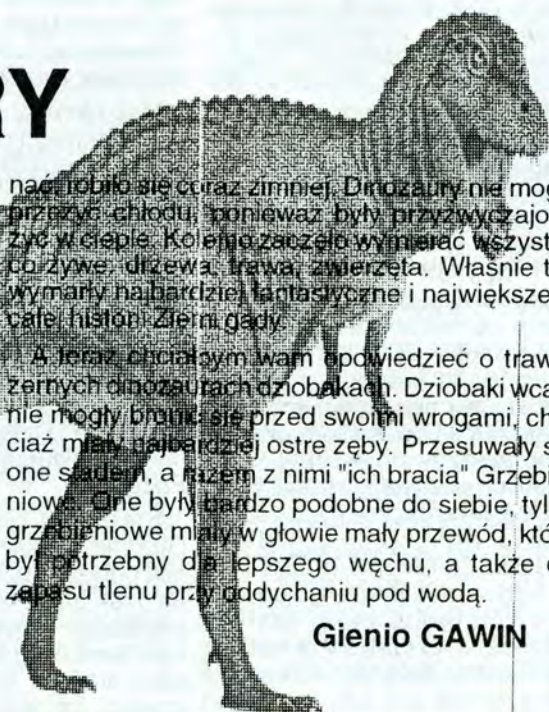 RY
nać, robiło się coraz zimniej. Dinozaury nie mog
przeżyć chłodu, ponieważ były przyzwyczajo
żyć w cieple. Kolejno zaczęło wymierać wszyst
co żywe: drzewa, trawa, zwierzęta. Właśnie t
wymarły najbardziej fantastyczne i największe
całej historii Ziemi gady.
A teraz chciałbym wam opowiedzieć o traw
żernych dinozaurach dziobakach. Dziobaki wca
nie mogły bronić się przed swoimi wrogami, ch
ciaż miały najbardziej ostre zęby. Przesuwały s
one stadem, a razem z nimi "ich bracia" Grzebi
niowe. One były bardzo podobne do siebie, tyl
grzebieniowe miały w głowie mały przewód, któ
był potrzebny dla lepszego węchu, a także d
zapasu tlenu przy oddychaniu pod wodą.
Gienio GAWIN